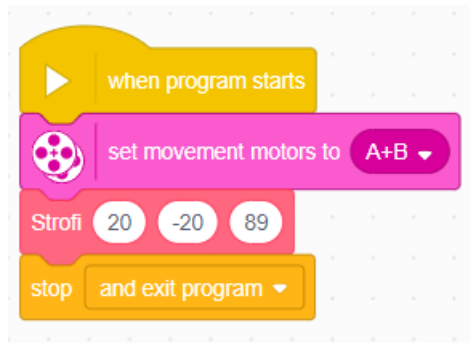 when program starts
set movement motors to A+B
Strofi 20 -20 89
stop and exit program